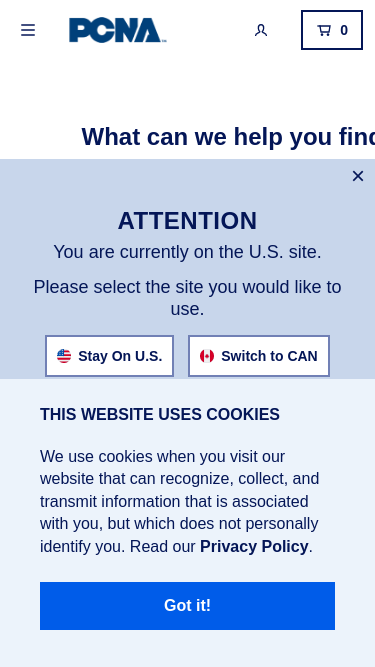 PCNA
0
What can we help you find
ATTENTION
You are currently on the U.S. site.
Please select the site you would like to
use.
Stay On U.S.
Switch to CAN
THIS WEBSITE USES COOKIES
We use cookies when you visit our
website that can recognize, collect, and
transmit information that is associated
with you, but which does not personally
identify you. Read our Privacy Policy.
Got it!